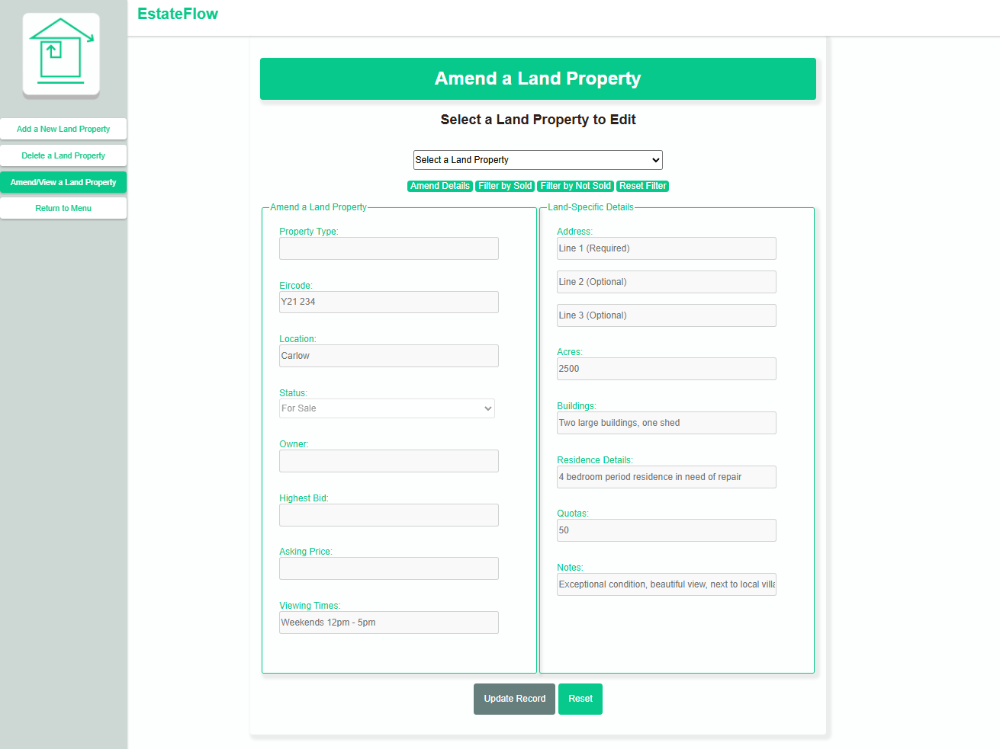 EstateFlow
Add a New Land Property
Delete a Land Property
Amend/View a Land Property
Return to Menu
Amend a Land Property
Select a Land Property to Edit
Select a Land Property
Amend Details Filter by Sold Filter by Not Sold Reset Filter
Amend a Land Property
Property Type:
Eircode:
Y21 234
Location:
Carlow
Status:
For Sale
Owner:
Highest Bid:
Asking Price:
Viewing Times:
Weekends 12pm - 5pm
Land-Specific Details
Address:
Line 1 (Required)
Line 2 (Optional)
Line 3 (Optional)
Acres:
2500
Buildings:
Two large buildings, one shed
Residence Details:
4 bedroom period residence in need of repair
Quotas:
50
Notes:
Exceptional condition, beautiful view, next to local villa
Update Record Reset